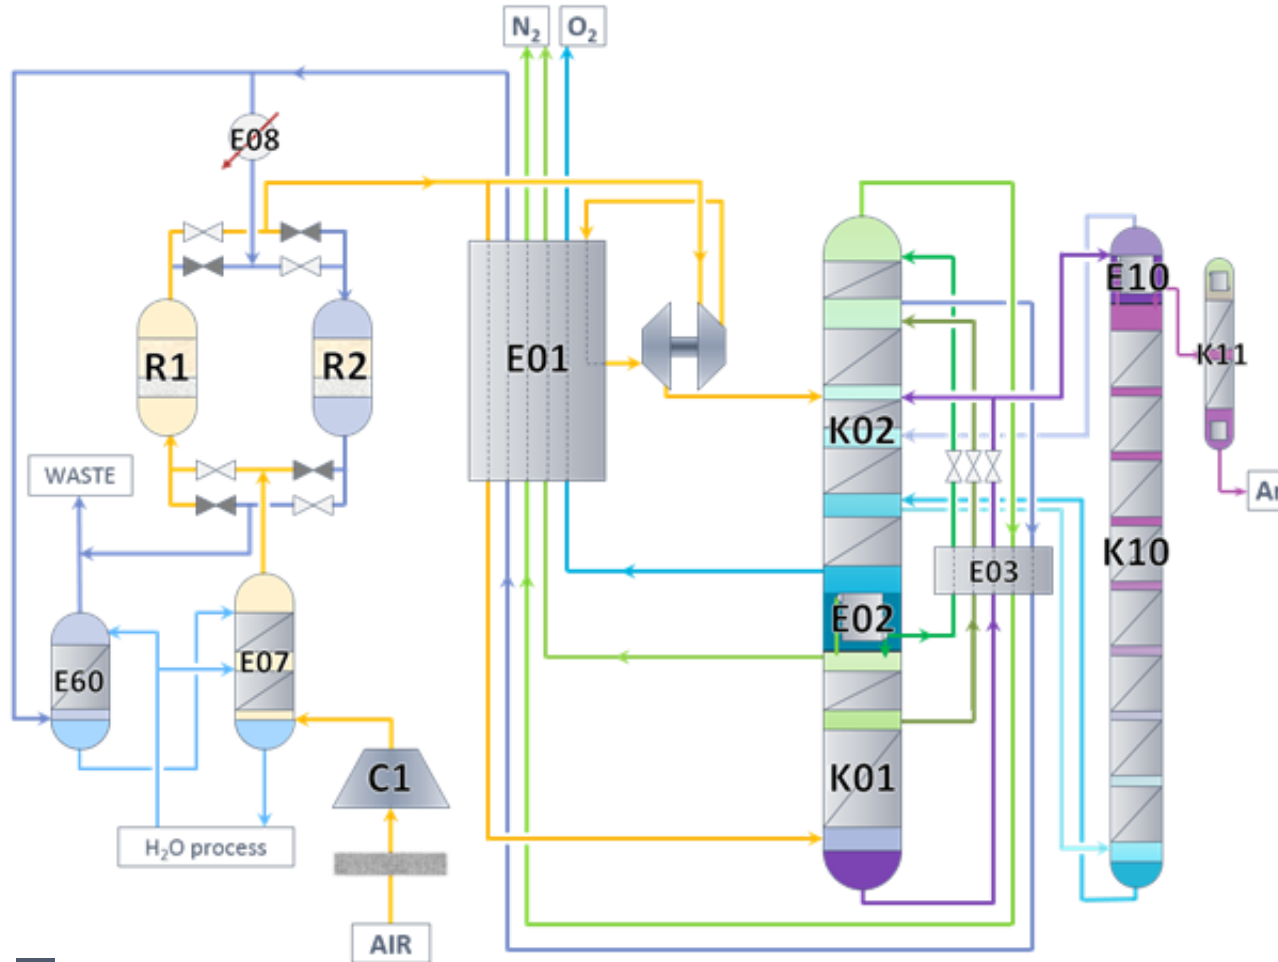 N₂
O₂
E08
E01
R1
R2
WASTE
E60
E07
C1
H₂O process
AIR
K02
E02
K01
E03
E10
K11
K10
Ar